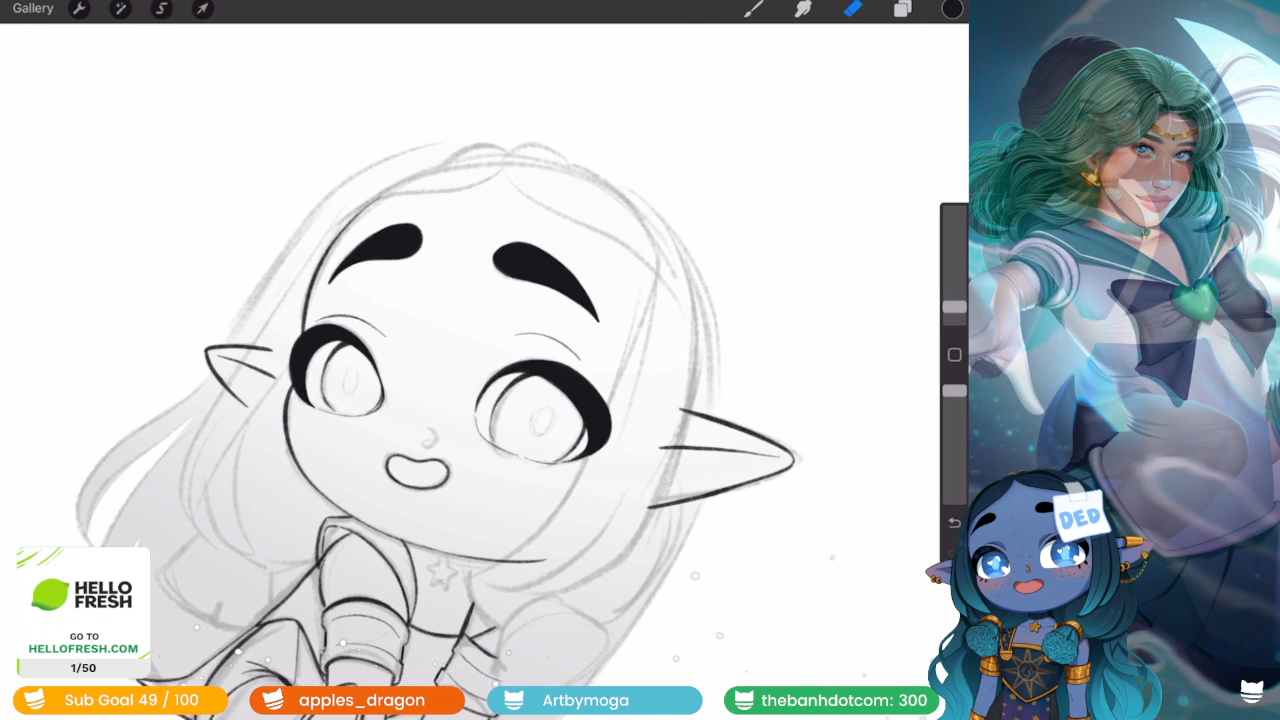 Gallery
DED
HELLO
FRESH
GO TO
HELLOFRESH.COM
1/50
Sub Goal 49 / 100
apples_dragon
Artbymoga
thebanhdotcom: 300